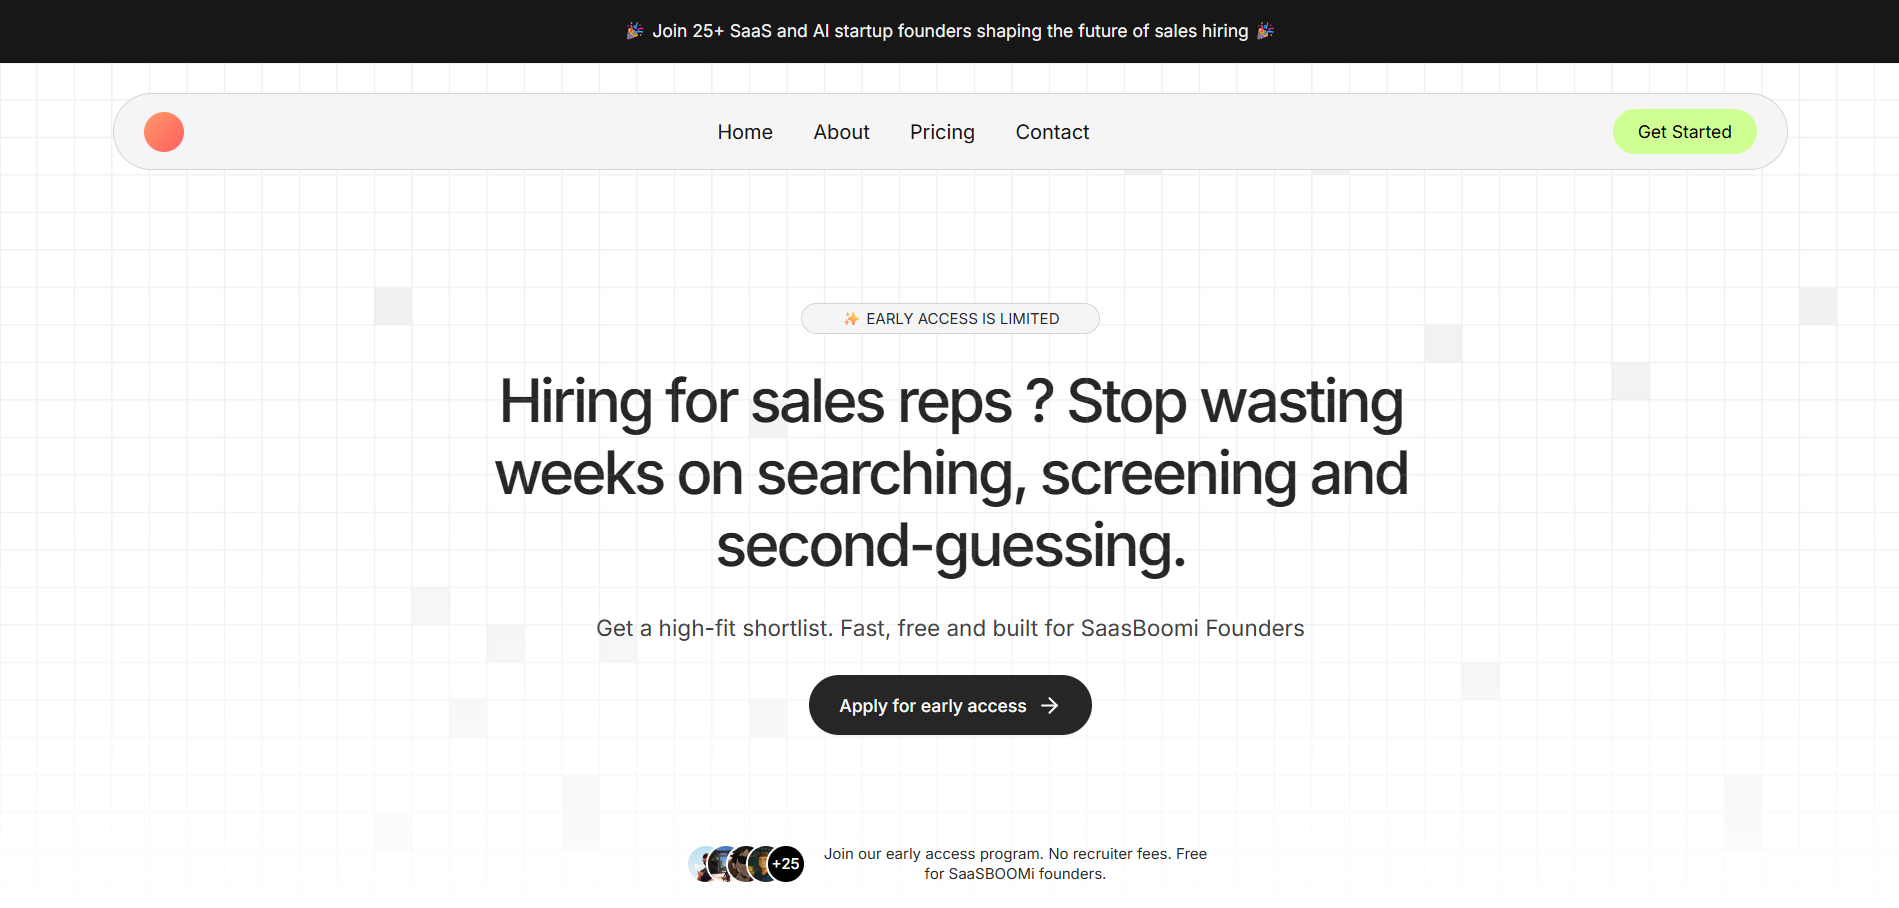 🎉 Join 25+ SaaS and AI startup founders shaping the future of sales hiring 🎉
Home About Pricing Contact Get Started
✨ EARLY ACCESS IS LIMITED
Hiring for sales reps ? Stop wasting
weeks on searching, screening and
second-guessing.
Get a high-fit shortlist. Fast, free and built for SaasBoomi Founders
Apply for early access →
+25
Join our early access program. No recruiter fees. Free
for SaaSBOOMi founders.